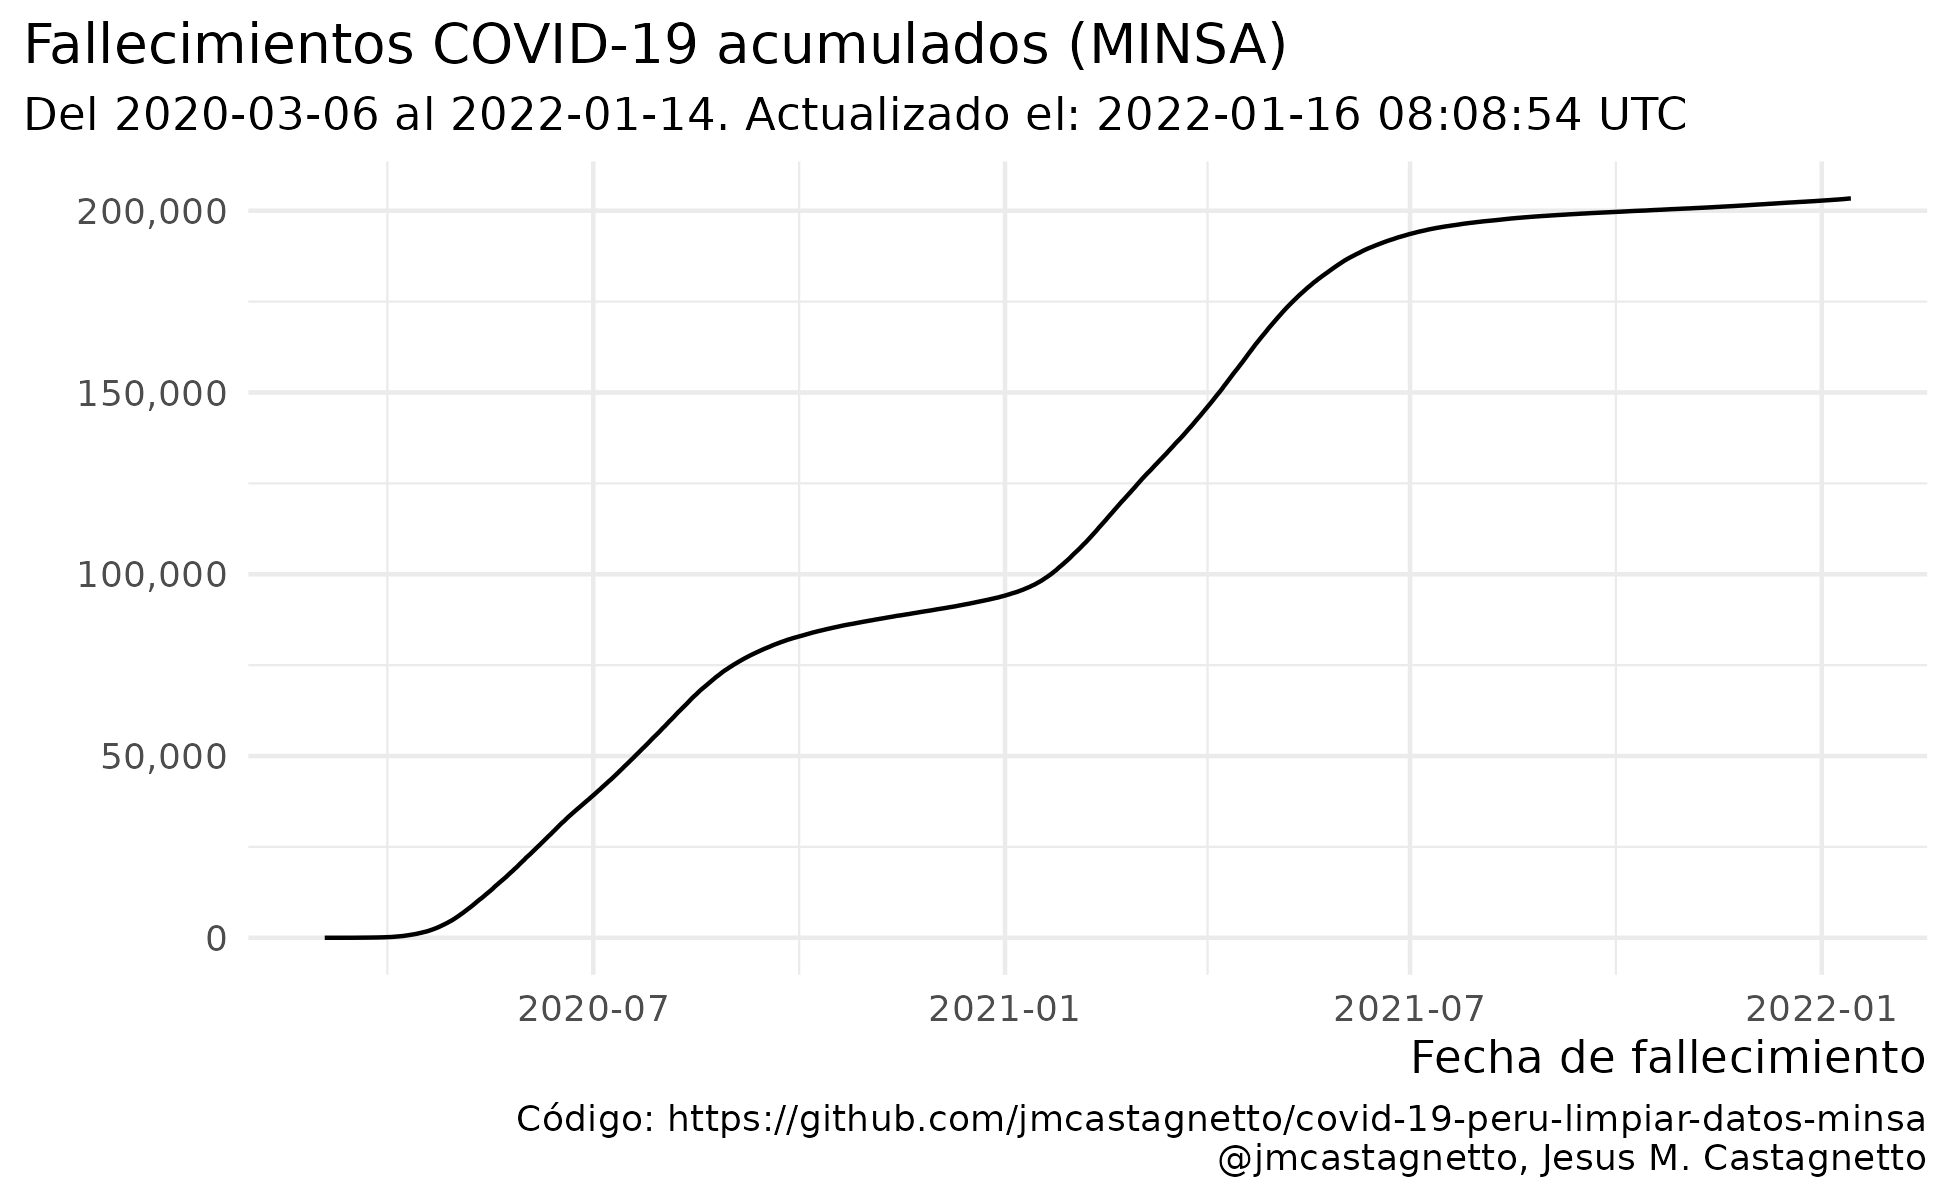 Fallecimientos COVID-19 acumulados (MINSA)
Del 2020-03-06 al 2022-01-14. Actualizado el: 2022-01-16 08:08:54 UTC
200,000
150,000
100,000
50,000
0
2020-07 2021-01 2021-07 2022-01
Fecha de fallecimiento
Código: https://github.com/jmcastagnetto/covid-19-peru-limpiar-datos-minsa
@jmcastagnetto, Jesus M. Castagnetto